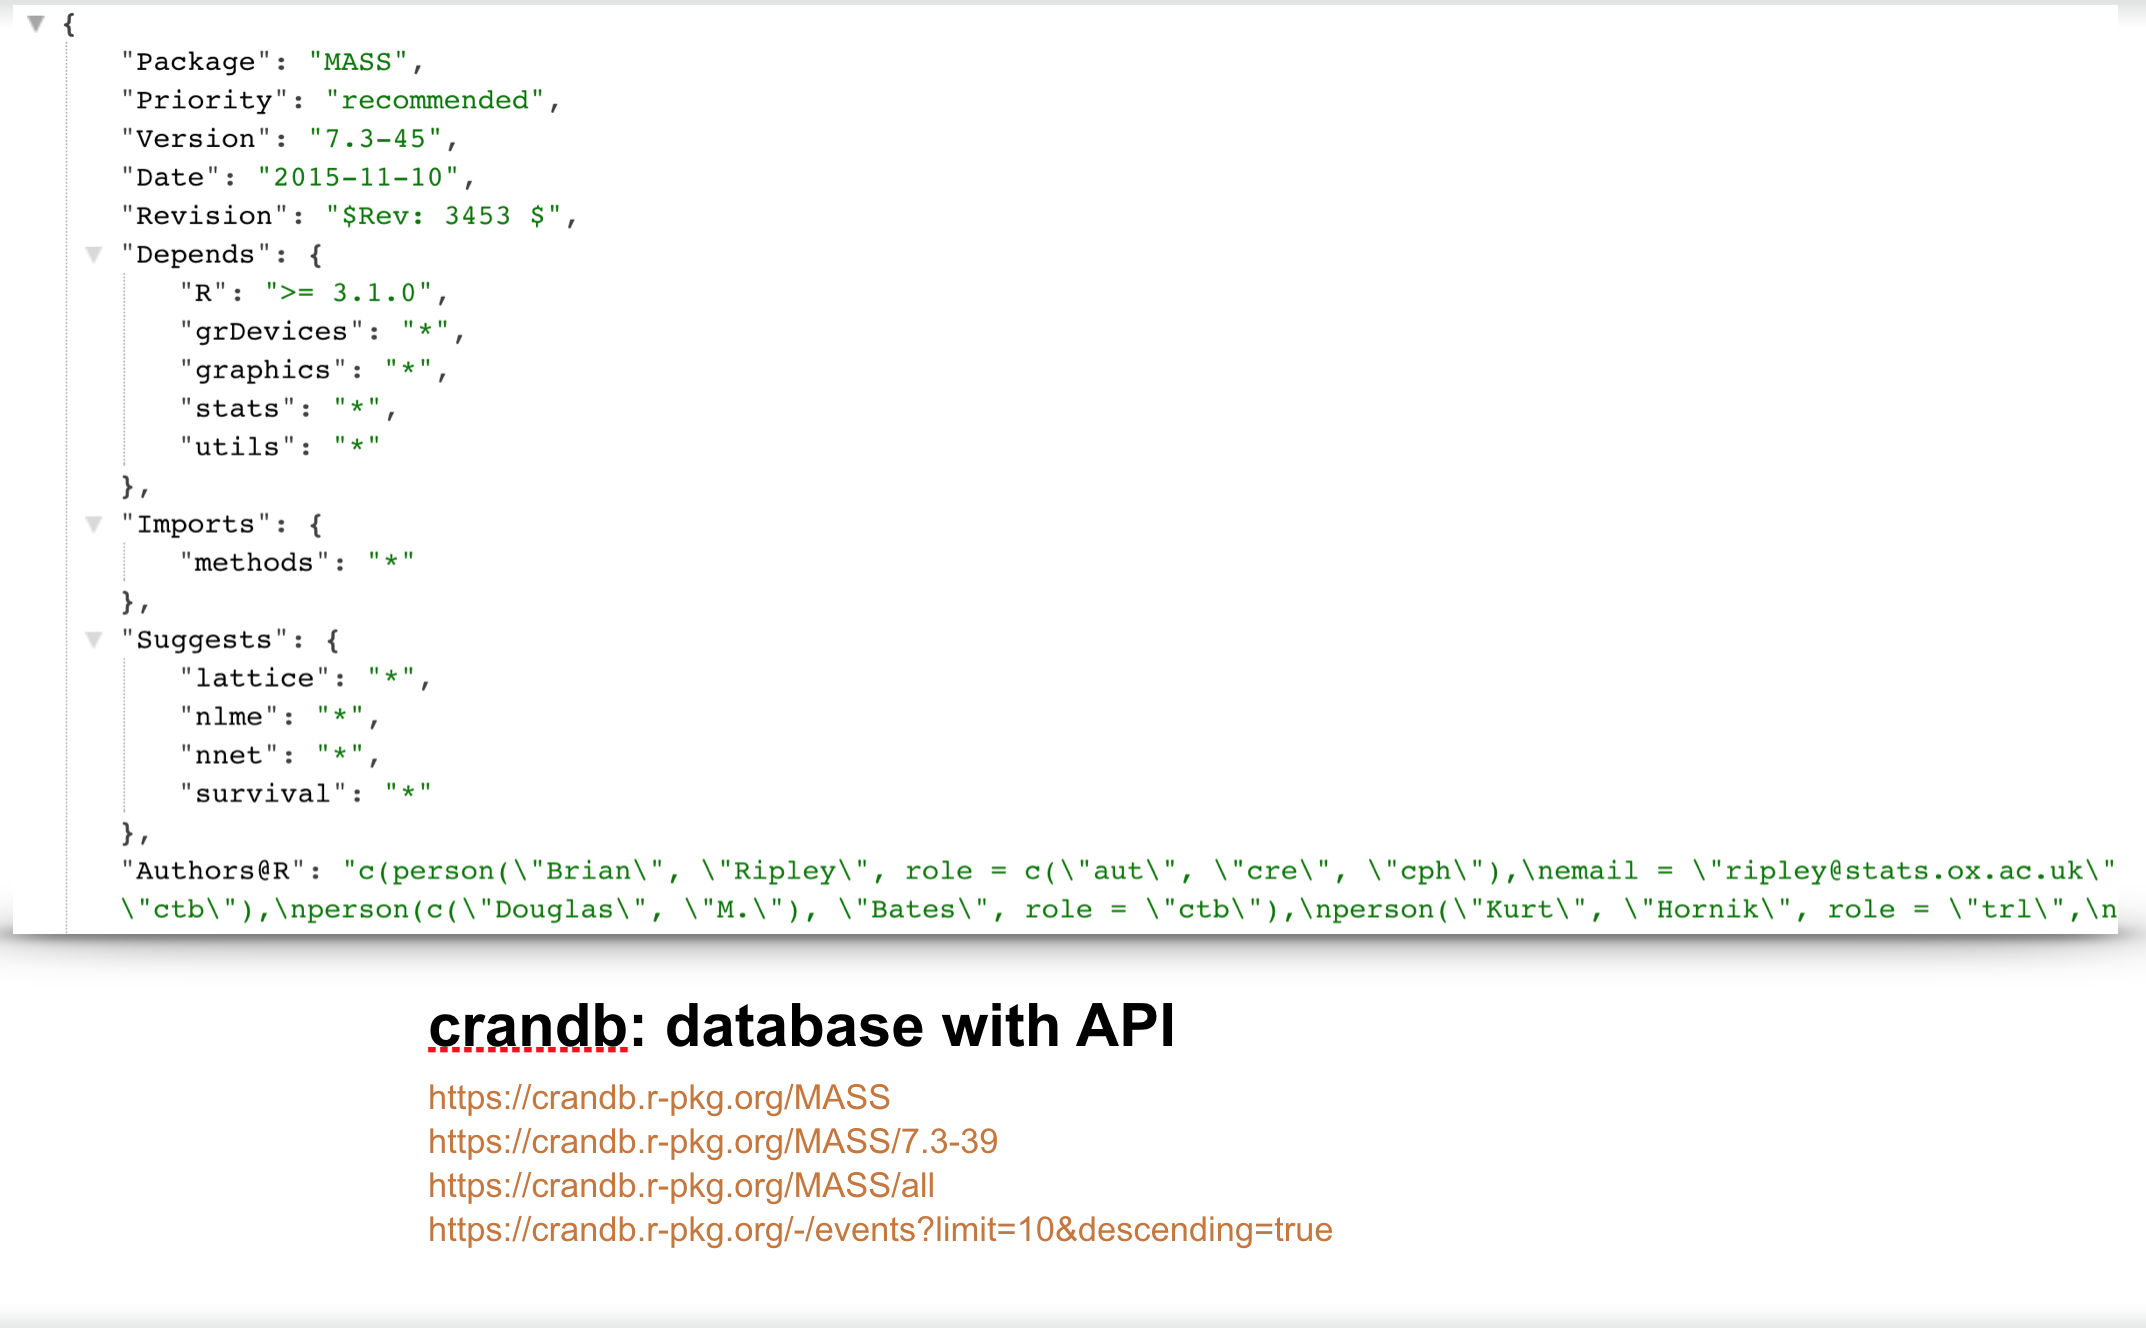 {
"Package": "MASS",
"Priority": "recommended",
"Version": "7.3-45",
"Date": "2015-11-10",
"Revision": "$Rev: 3453 $",
"Depends": {
"R": ">= 3.1.0",
"grDevices": "*",
"graphics": "*",
"stats": "*",
"utils": "*"
},
"Imports": {
"methods": "*"
},
"Suggests": {
"lattice": "*",
"nlme": "*",
"nnet": "*",
"survival": "*"
},
"Authors@R": "c(person(\"Brian\", \"Ripley\", role = c(\"aut\", \"cre\", \"cph\"),\nemail = \"ripley@stats.ox.ac.uk\"
\"ctb\"),\nperson(c(\"Douglas\", \"M.\"), \"Bates\", role = \"ctb\"),\nperson(\"Kurt\", \"Hornik\", role = \"trl\",\n
crandb: database with API
https://crandb.r-pkg.org/MASS
https://crandb.r-pkg.org/MASS/7.3-39
https://crandb.r-pkg.org/MASS/all
https://crandb.r-pkg.org/-/events?limit=10&descending=true